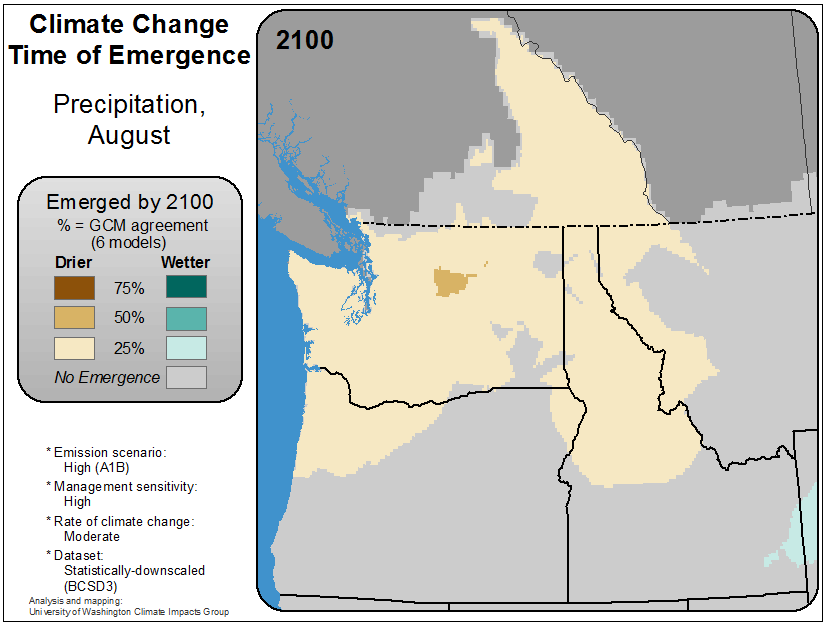 Climate Change
Time of Emergence
Precipitation,
August
2100
Emerged by 2100
% = GCM agreement
(6 models)
Drier Wetter
75%
50%
25%
No Emergence
* Emission scenario:
High (A1B)
* Management sensitivity:
High
* Rate of climate change:
Moderate
* Dataset:
Statistically-downscaled
(BCSD3)
Analysis and mapping:
University of Washington Climate Impacts Group